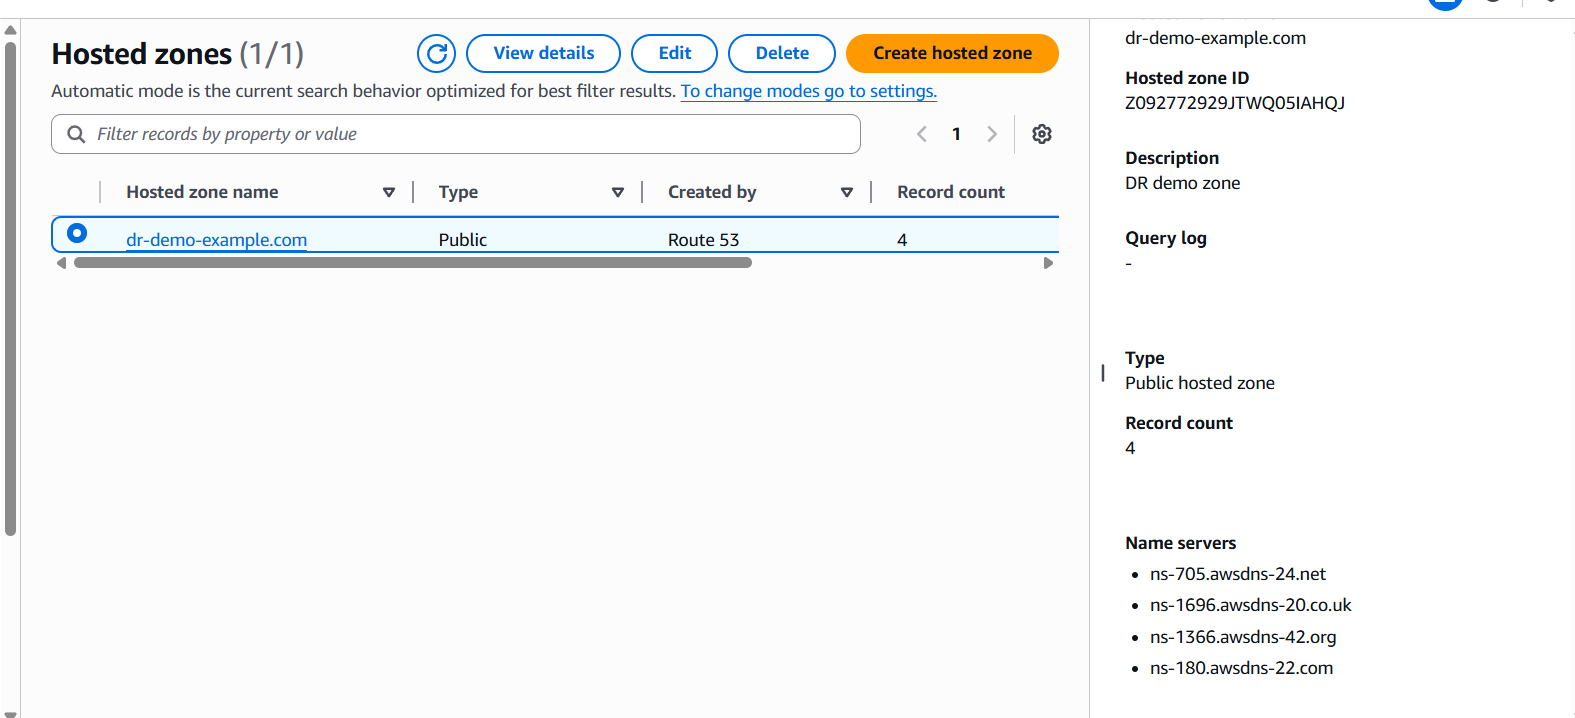 Hosted zones (1/1)
View details
Edit
Delete
Create hosted zone
Automatic mode is the current search behavior optimized for best filter results. To change modes go to settings.
Filter records by property or value
1
Hosted zone name
Type
Created by
Record count
dr-demo-example.com
Public
Route 53
4
dr-demo-example.com
Hosted zone ID
Z092772929JTWQ05IAHQJ
Description
DR demo zone
Query log
-
Type
Public hosted zone
Record count
4
Name servers
ns-705.awsdns-24.net
ns-1696.awsdns-20.co.uk
ns-1366.awsdns-42.org
ns-180.awsdns-22.com